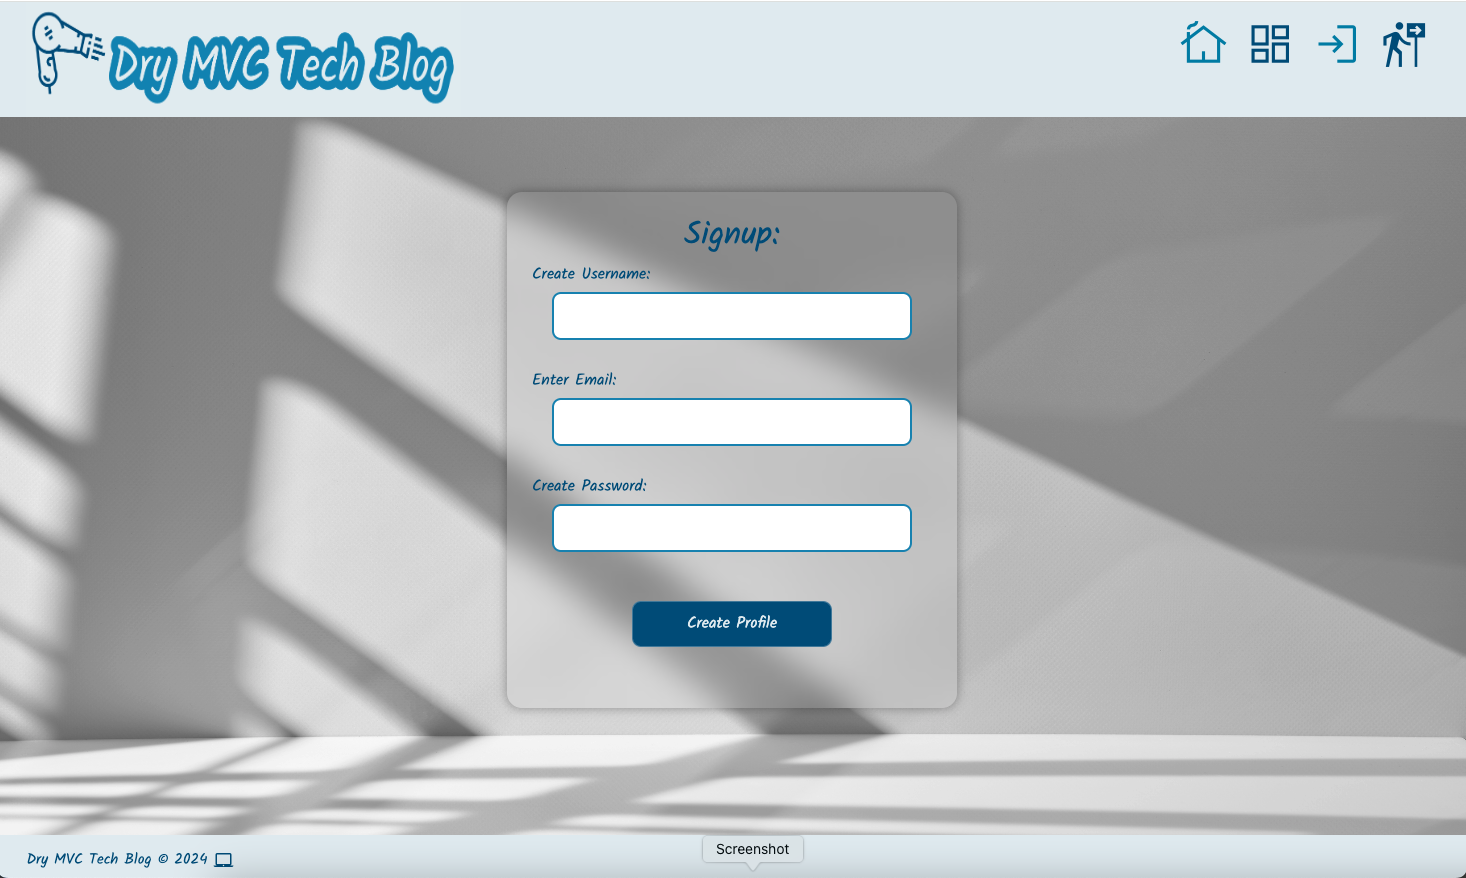 Dry MVC Tech Blog
Signup:
Create Username:
Enter Email:
Create Password:
Create Profile
Dry MVC Tech Blog © 2024
Screenshot